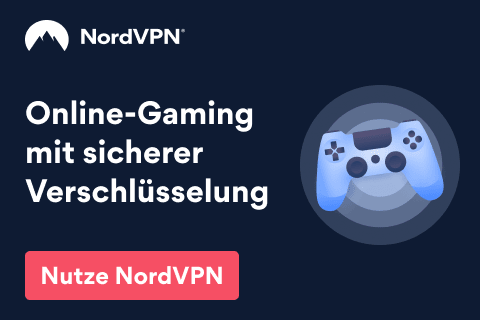 NordVPN®
Online-Gaming
mit sicherer
Verschlüsselung
Nutze NordVPN